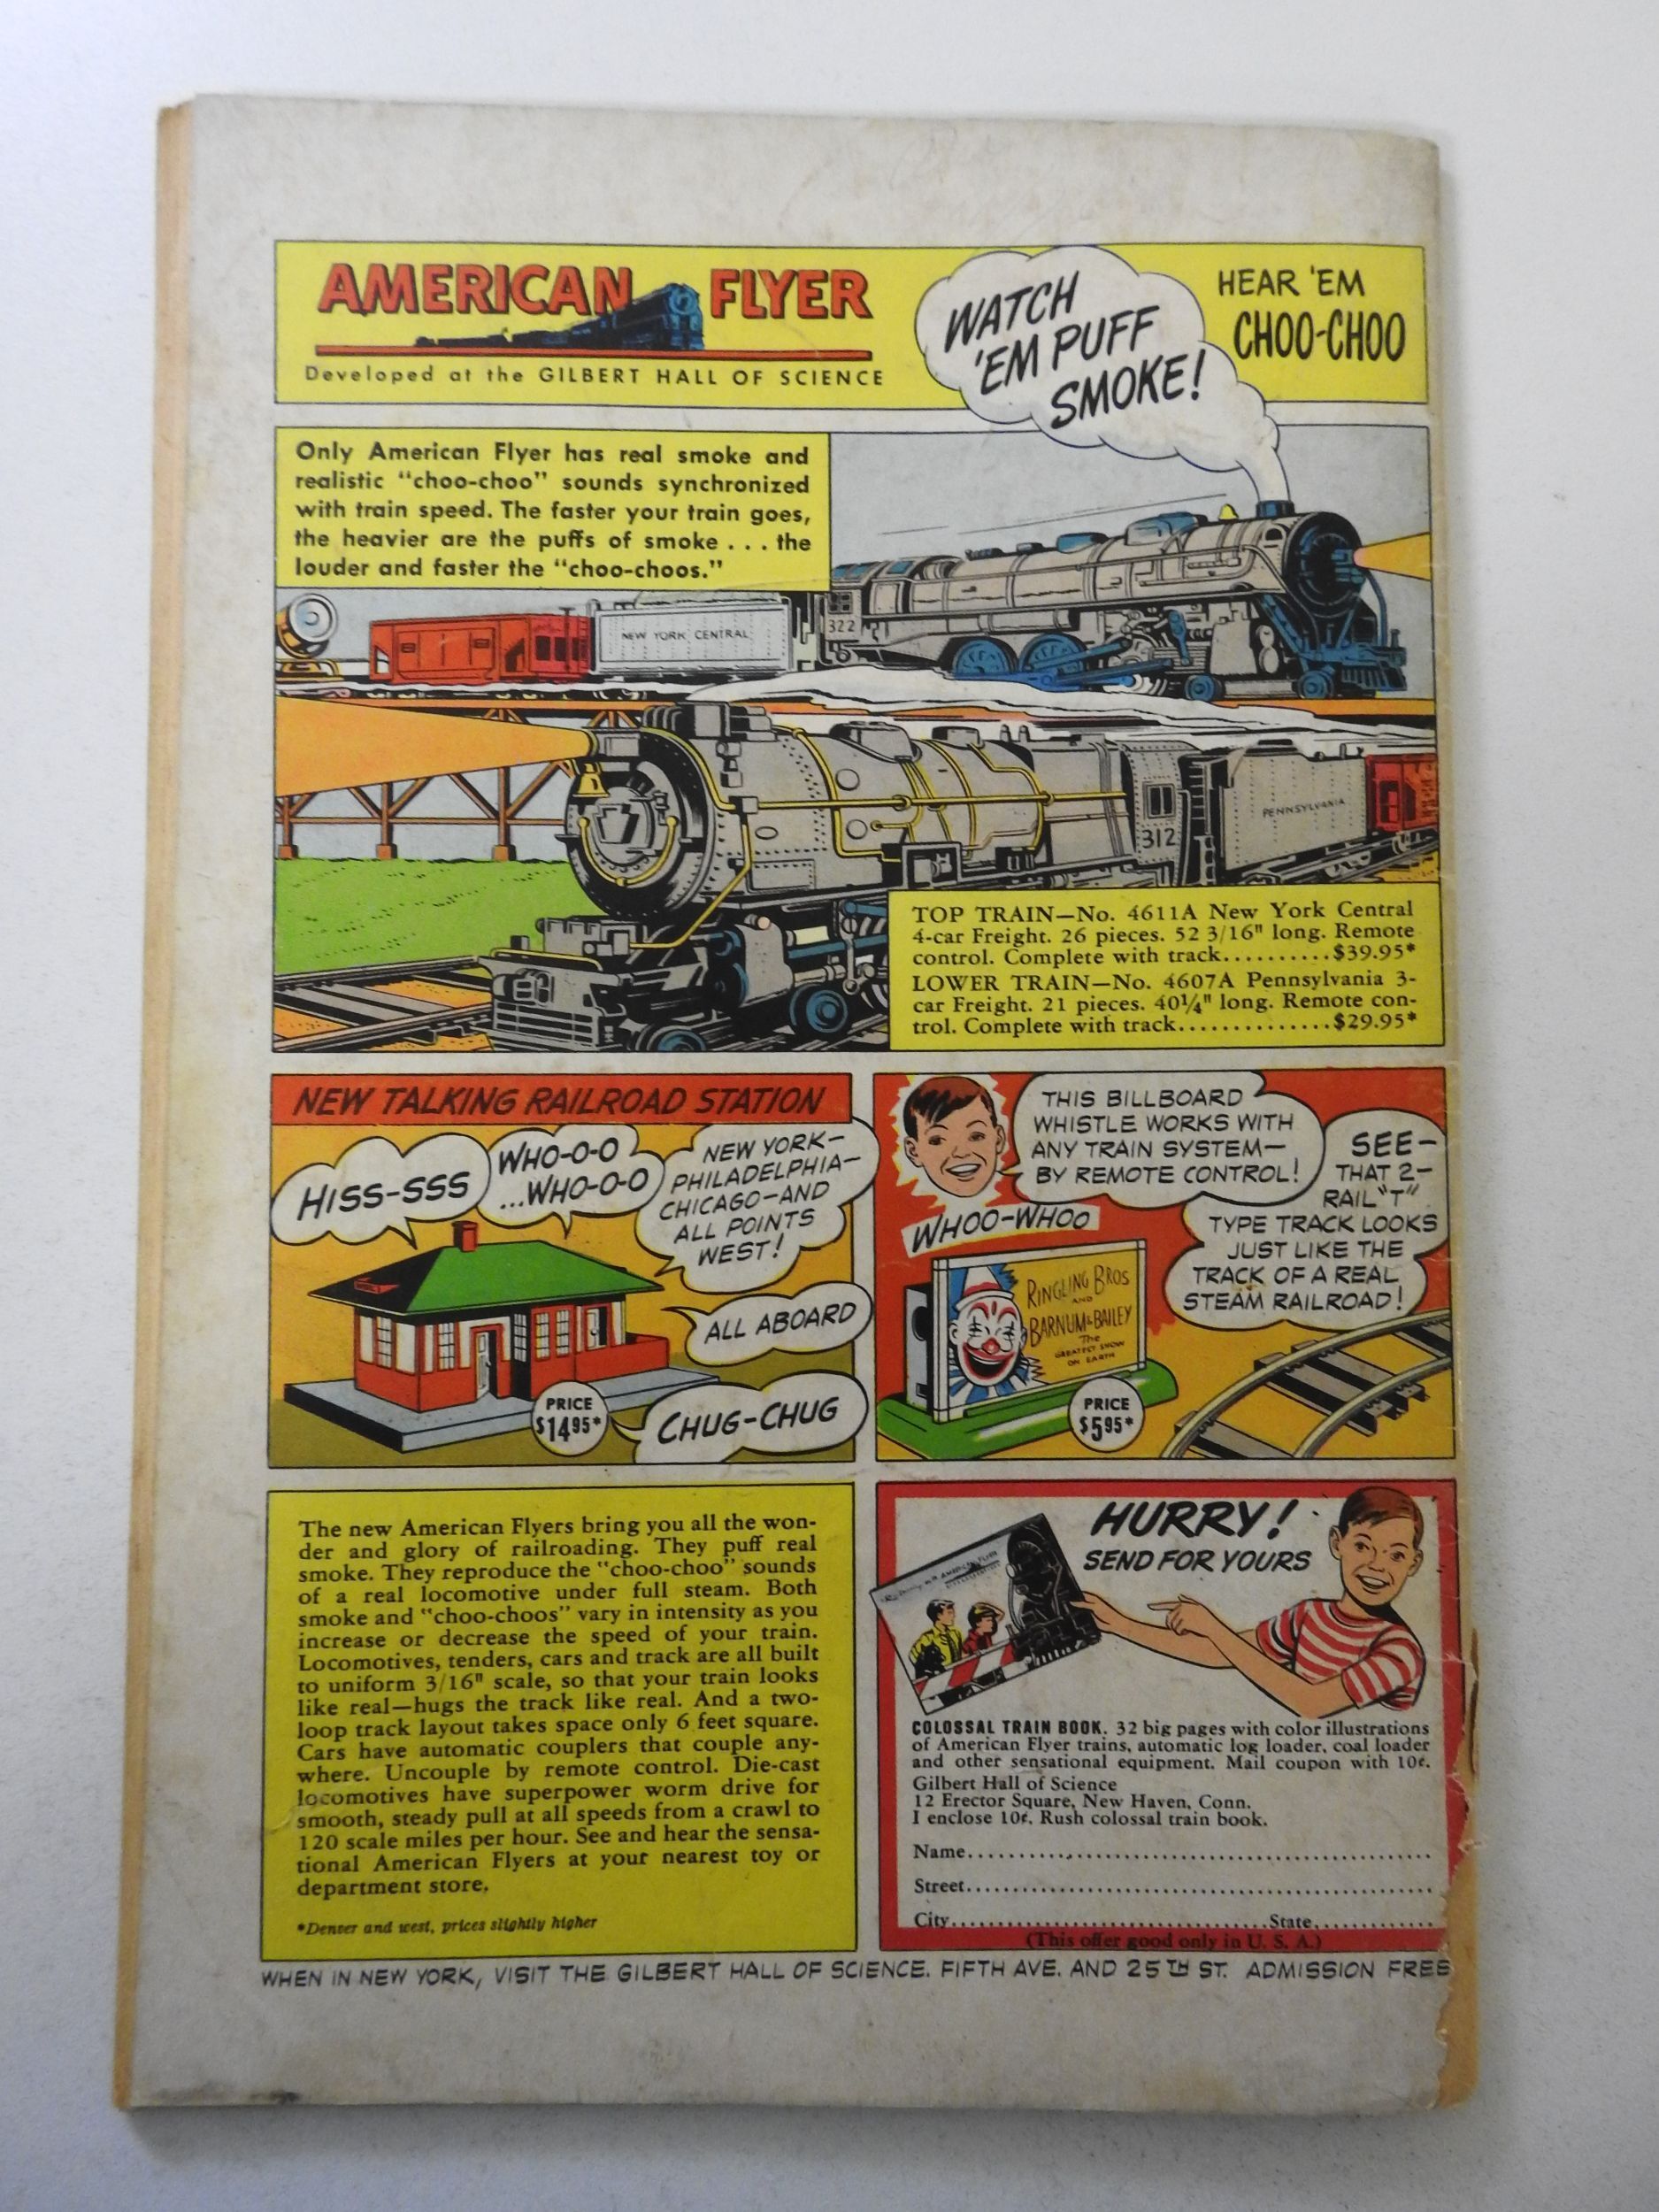 AMERICAN FLYER
Developed at the GILBERT HALL OF SCIENCE
WATCH
'EM PUFF
SMOKE!
HEAR 'EM
CHOO-CHOO
Only American Flyer has real smoke and
realistic "choo-choo" sounds synchronized
with train speed. The faster your train goes,
the heavier are the puffs of smoke . . . the
louder and faster the "choo-choos."
NEW YORK CENTRAL
322
312
PENNSYLVANIA
TOP TRAIN—No. 4611A New York Central
4-car Freight. 26 pieces. 52 3/16" long. Remote
control. Complete with track..........$39.95*
LOWER TRAIN—No. 4607A Pennsylvania 3-
car Freight. 21 pieces. 40¼" long. Remote con-
trol. Complete with track..............$29.95*
NEW TALKING RAILROAD STATION
HISS-SSS
WHO-O-O
...WHO-O-O
NEW YORK—
PHILADELPHIA—
CHICAGO—AND
ALL POINTS
WEST!
ALL ABOARD
CHUG-CHUG
PRICE
$14.95*
THIS BILLBOARD
WHISTLE WORKS WITH
ANY TRAIN SYSTEM—
BY REMOTE CONTROL!
SEE—
THAT 2-
RAIL "T"
TYPE TRACK LOOKS
JUST LIKE THE
TRACK OF A REAL
STEAM RAILROAD!
WHOO-WHOO
RINGLING BROS
AND
BARNUM & BAILEY
The
GREATEST SHOW
ON EARTH
PRICE
$5.95*
The new American Flyers bring you all the won-
der and glory of railroading. They puff real
smoke. They reproduce the "choo-choo" sounds
of a real locomotive under full steam. Both
smoke and "choo-choos" vary in intensity as you
increase or decrease the speed of your train.
Locomotives, tenders, cars and track are all built
to uniform 3/16" scale, so that your train looks
like real—hugs the track like real. And a two-
loop track layout takes space only 6 feet square.
Cars have automatic couplers that couple any-
where. Uncouple by remote control. Die-cast
locomotives have superpower worm drive for
smooth, steady pull at all speeds from a crawl to
120 scale miles per hour. See and hear the sensa-
tional American Flyers at your nearest toy or
department store.
*Denver and west, prices slightly higher
HURRY!
SEND FOR YOURS
AMERICAN FLYER
COLOSSAL TRAIN BOOK. 32 big pages with color illustrations
of American Flyer trains, automatic log loader, coal loader
and other sensational equipment. Mail coupon with 10¢.
Gilbert Hall of Science
12 Erector Square, New Haven, Conn.
I enclose 10¢. Rush colossal train book.
Name..................................................
Street..................................................
City..................................State.............
(This offer good only in U. S. A.)
WHEN IN NEW YORK, VISIT THE GILBERT HALL OF SCIENCE. FIFTH AVE. AND 25TH ST. ADMISSION FREE